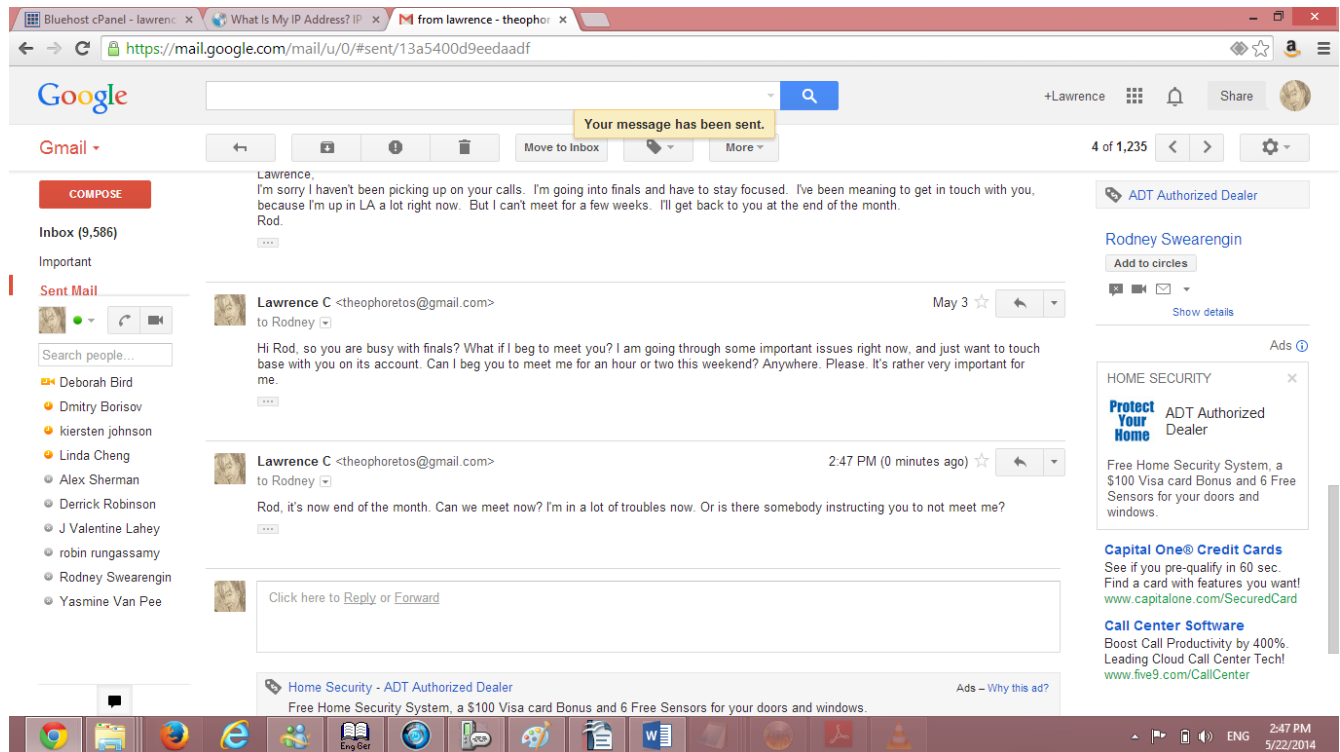 Bluehost cPanel - lawrenc
What Is My IP Address? IP
from lawrence - theophor
https://mail.google.com/mail/u/0/#sent/13a5400d9eedaadf
Google
+Lawrence
Share
Your message has been sent.
Gmail
Move to Inbox
More
4 of 1,235
COMPOSE
Inbox (9,586)
Important
Sent Mail
Search people...
Deborah Bird
Dmitry Borisov
kiersten johnson
Linda Cheng
Alex Sherman
Derrick Robinson
J Valentine Lahey
robin rungassamy
Rodney Swearengin
Yasmine Van Pee
Lawrence,
I'm sorry I haven't been picking up on your calls. I'm going into finals and have to stay focused. I've been meaning to get in touch with you,
because I'm up in LA a lot right now. But I can't meet for a few weeks. I'll get back to you at the end of the month.
Rod.
Lawrence C <theophoretos@gmail.com>
May 3
to Rodney
Hi Rod, so you are busy with finals? What if I beg to meet you? I am going through some important issues right now, and just want to touch
base with you on its account. Can I beg you to meet me for an hour or two this weekend? Anywhere. Please. It's rather very important for
me.
Lawrence C <theophoretos@gmail.com>
2:47 PM (0 minutes ago)
to Rodney
Rod, it's now end of the month. Can we meet now? I'm in a lot of troubles now. Or is there somebody instructing you to not meet me?
Click here to Reply or Forward
Home Security - ADT Authorized Dealer
Ads – Why this ad?
Free Home Security System, a $100 Visa card Bonus and 6 Free Sensors for your doors and windows.
ADT Authorized Dealer
Rodney Swearengin
Add to circles
Show details
Ads
HOME SECURITY
Protect
Your
Home
ADT Authorized
Dealer
Free Home Security System, a
$100 Visa card Bonus and 6 Free
Sensors for your doors and
windows.
Capital One® Credit Cards
See if you pre-qualify in 60 sec.
Find a card with features you want!
www.capitalone.com/SecuredCard
Call Center Software
Boost Call Productivity by 400%.
Leading Cloud Call Center Tech!
www.five9.com/CallCenter
Eng Ger
ENG
2:47 PM
5/22/2014